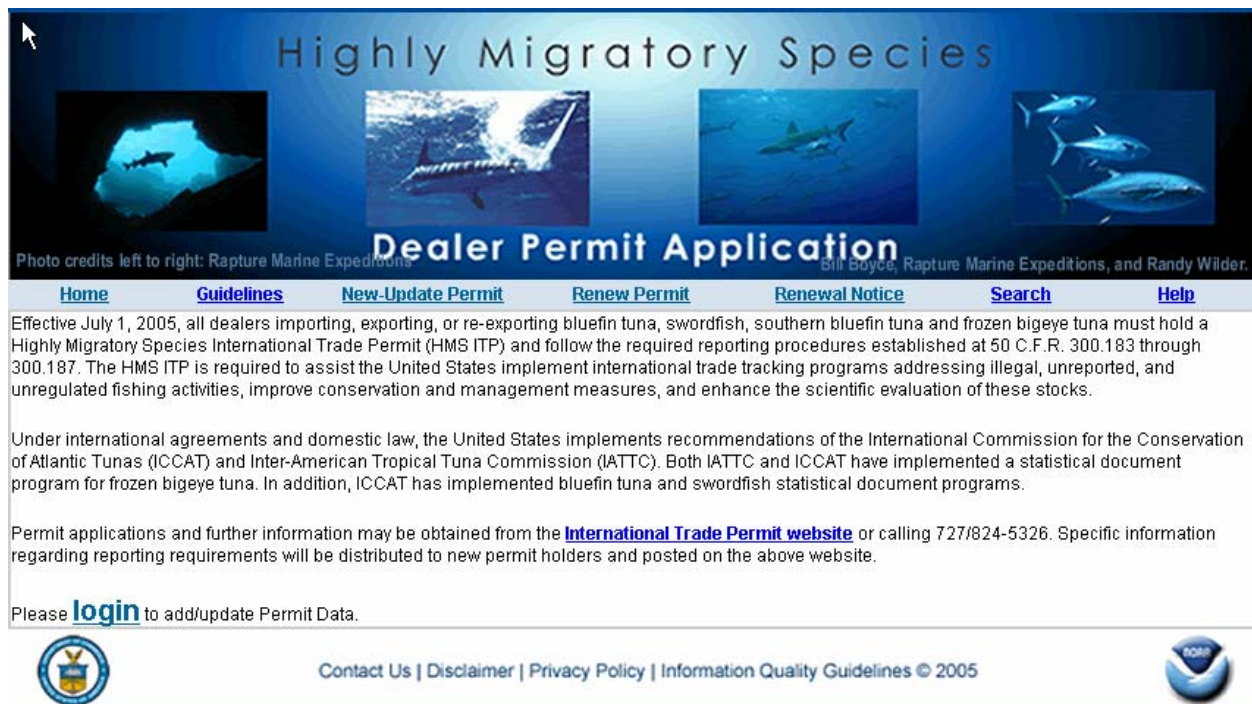 Highly Migratory Species
Dealer Permit Application
Photo credits left to right: Rapture Marine Expeditions
Bill Boyce, Rapture Marine Expeditions, and Randy Wilder.
Home Guidelines New-Update Permit Renew Permit Renewal Notice Search Help
Effective July 1, 2005, all dealers importing, exporting, or re-exporting bluefin tuna, swordfish, southern bluefin tuna and frozen bigeye tuna must hold a
Highly Migratory Species International Trade Permit (HMS ITP) and follow the required reporting procedures established at 50 C.F.R. 300.183 through
300.187. The HMS ITP is required to assist the United States implement international trade tracking programs addressing illegal, unreported, and
unregulated fishing activities, improve conservation and management measures, and enhance the scientific evaluation of these stocks.
Under international agreements and domestic law, the United States implements recommendations of the International Commission for the Conservation
of Atlantic Tunas (ICCAT) and Inter-American Tropical Tuna Commission (IATTC). Both IATTC and ICCAT have implemented a statistical document
program for frozen bigeye tuna. In addition, ICCAT has implemented bluefin tuna and swordfish statistical document programs.
Permit applications and further information may be obtained from the International Trade Permit website or calling 727/824-5326. Specific information
regarding reporting requirements will be distributed to new permit holders and posted on the above website.
Please login to add/update Permit Data.
Contact Us | Disclaimer | Privacy Policy | Information Quality Guidelines © 2005
NOAA